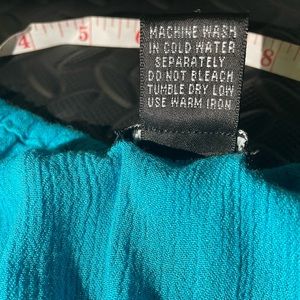 4 5 8
MACHINE WASH
IN COLD WATER
SEPARATELY
DO NOT BLEACH
TUMBLE DRY LOW
USE WARM IRON.